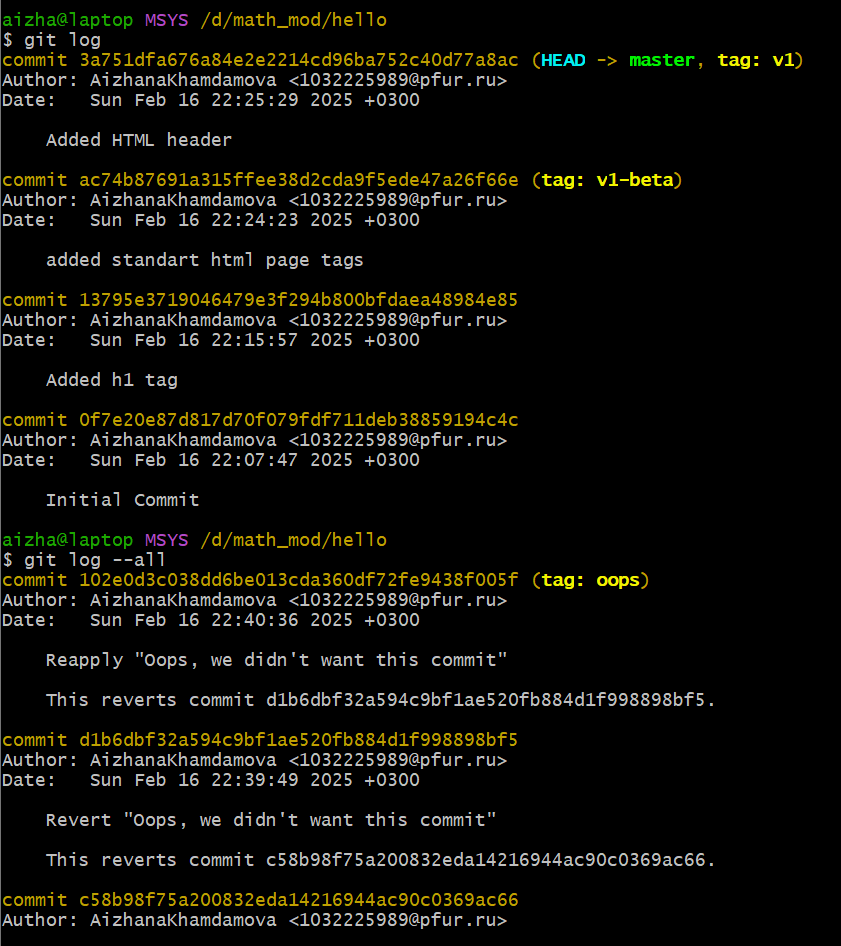 aizha@laptop MSYS /d/math_mod/hello
$ git log
commit 3a751dfa676a84e2e2214cd96ba752c40d77a8ac (HEAD -> master, tag: v1)
Author: AizhanaKhamdamova <1032225989@pfur.ru>
Date:   Sun Feb 16 22:25:29 2025 +0300

    Added HTML header

commit ac74b87691a315ffee38d2cda9f5ede47a26f66e (tag: v1-beta)
Author: AizhanaKhamdamova <1032225989@pfur.ru>
Date:   Sun Feb 16 22:24:23 2025 +0300

    added standart html page tags

commit 13795e3719046479e3f294b800bfdaea48984e85
Author: AizhanaKhamdamova <1032225989@pfur.ru>
Date:   Sun Feb 16 22:15:57 2025 +0300

    Added h1 tag

commit 0f7e20e87d817d70f079fdf711deb38859194c4c
Author: AizhanaKhamdamova <1032225989@pfur.ru>
Date:   Sun Feb 16 22:07:47 2025 +0300

    Initial Commit

aizha@laptop MSYS /d/math_mod/hello
$ git log --all
commit 102e0d3c038dd6be013cda360df72fe9438f005f (tag: oops)
Author: AizhanaKhamdamova <1032225989@pfur.ru>
Date:   Sun Feb 16 22:40:36 2025 +0300

    Reapply "Oops, we didn't want this commit"

    This reverts commit d1b6dbf32a594c9bf1ae520fb884d1f998898bf5.

commit d1b6dbf32a594c9bf1ae520fb884d1f998898bf5
Author: AizhanaKhamdamova <1032225989@pfur.ru>
Date:   Sun Feb 16 22:39:49 2025 +0300

    Revert "Oops, we didn't want this commit"

    This reverts commit c58b98f75a200832eda14216944ac90c0369ac66.

commit c58b98f75a200832eda14216944ac90c0369ac66
Author: AizhanaKhamdamova <1032225989@pfur.ru>